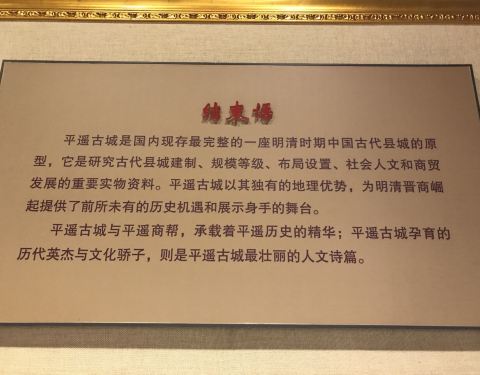 结束语
平遥古城是国内现存最完整的一座明清时期中国古代县城的原
型，它是研究古代县城建制、规模等级、布局设置、社会人文和商贸
发展的重要实物资料。平遥古城以其独有的地理优势，为明清晋商崛
起提供了前所未有的历史机遇和展示身手的舞台。
平遥古城与平遥商帮，承载着平遥历史的精华；平遥古城孕育的
历代英杰与文化骄子，则是平遥古城最壮丽的人文诗篇。